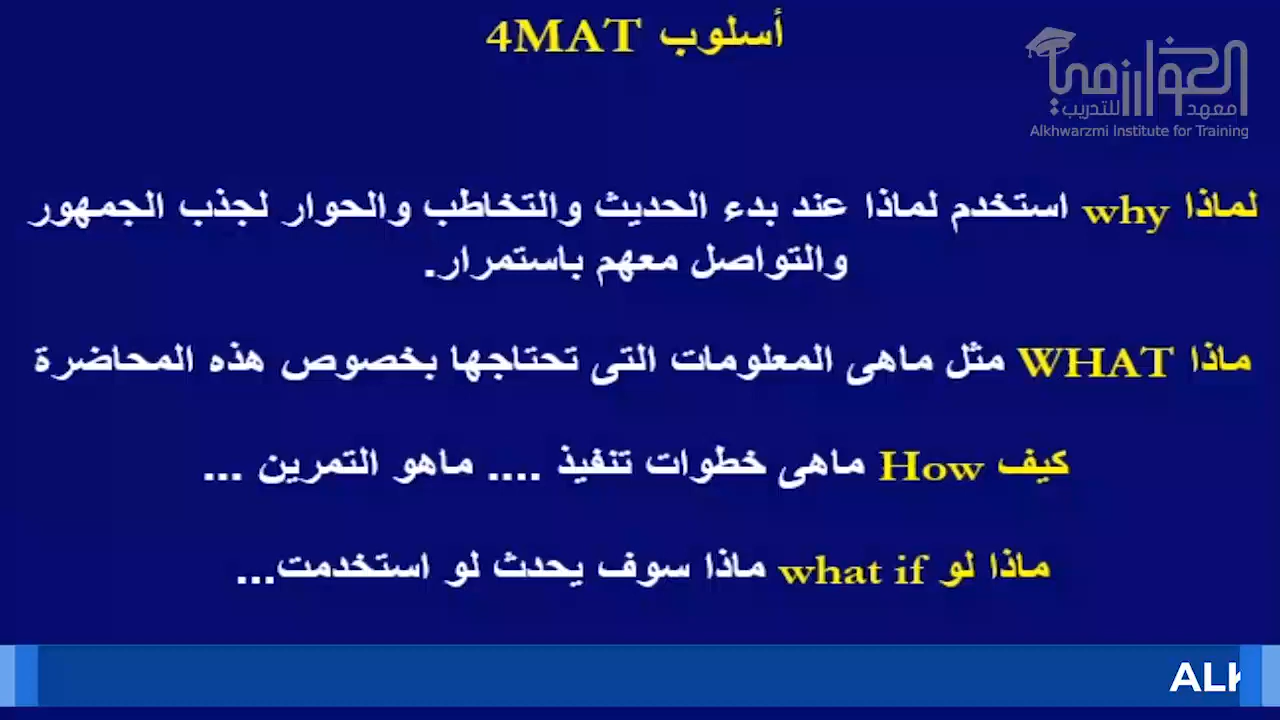 أسلوب 4MAT
الخوارزمي
معهد للتدريب
Alkhwarzmi Institute for Training
لماذا why استخدم لماذا عند بدء الحديث والتخاطب والحوار لجذب الجمهور
والتواصل معهم باستمرار.
ماذا WHAT مثل ماهى المعلومات التى تحتاجها بخصوص هذه المحاضرة
كيف How ماهى خطوات تنفيذ .... ماهو التمرين ...
ماذا لو what if ماذا سوف يحدث لو استخدمت...
ALK